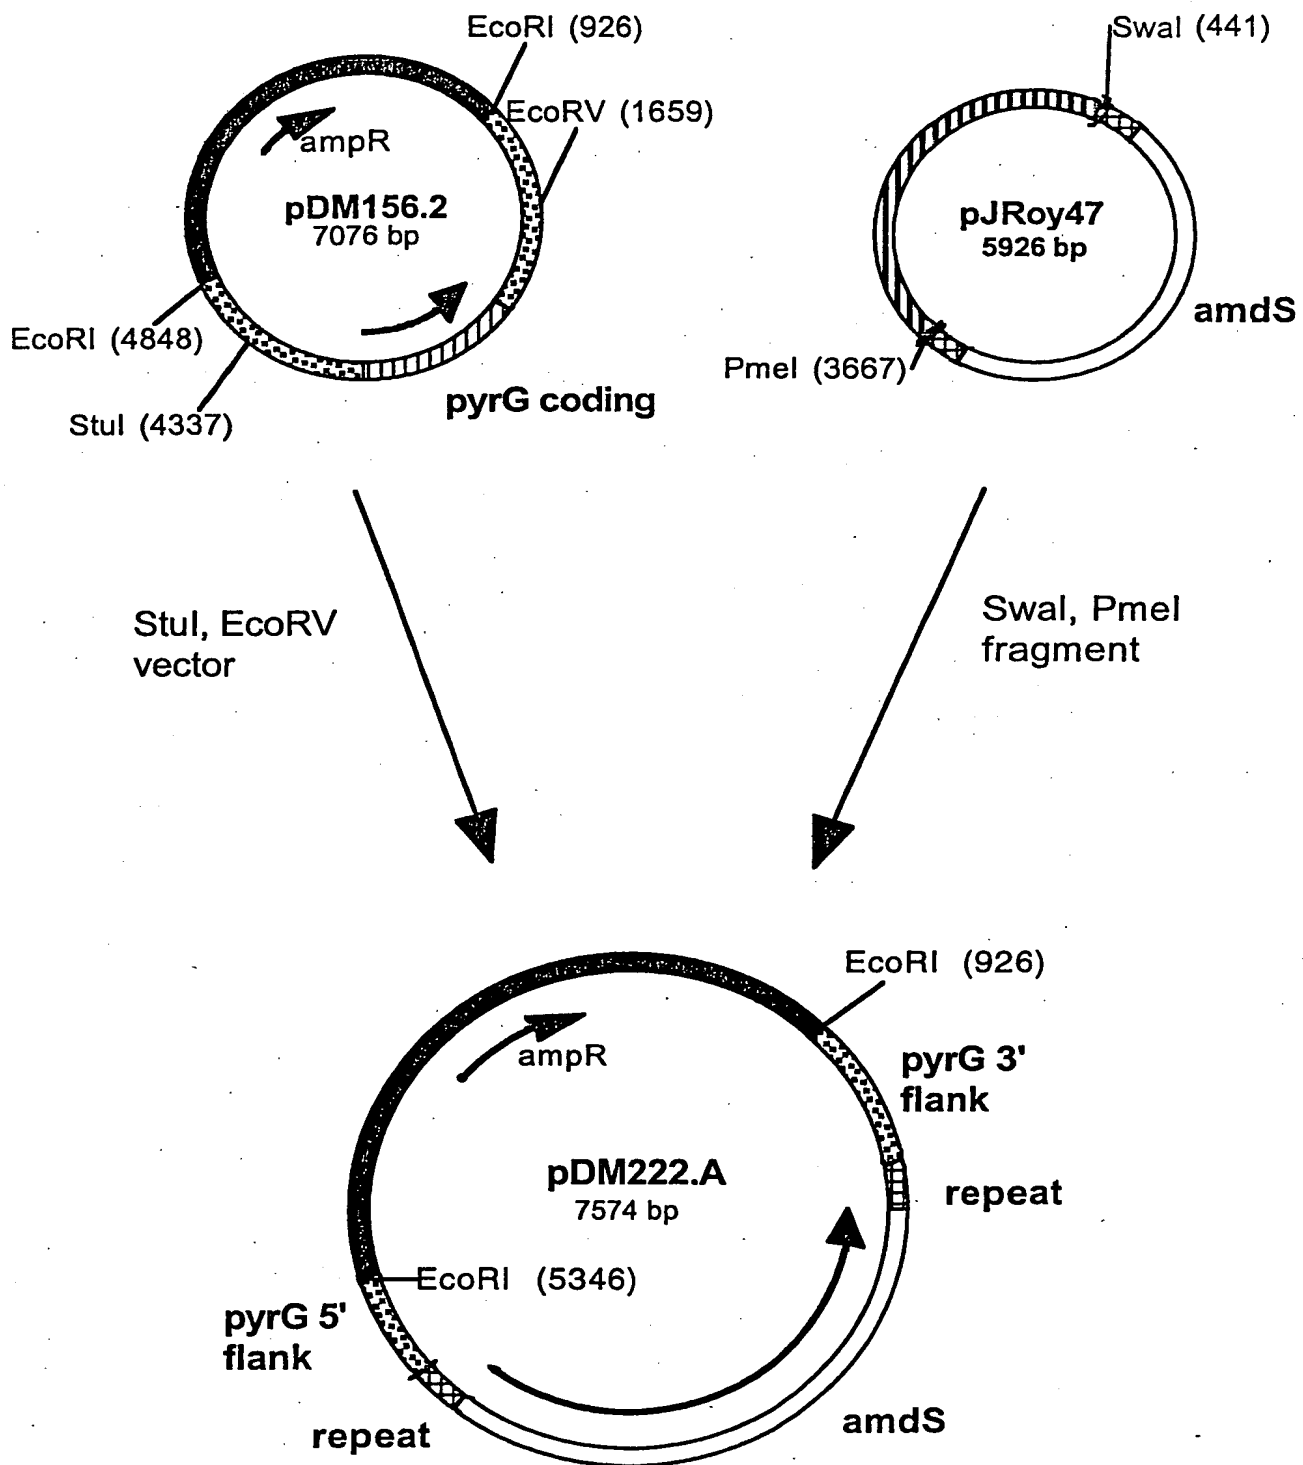 EcoRI (926)
SwaI (441)
EcoRV (1659)
ampR
pDM156.2
7076 bp
pJRoy47
5926 bp
amdS
EcoRI (4848)
PmeI (3667)
pyrG coding
StuI (4337)
StuI, EcoRV
vector
SwaI, PmeI
fragment
EcoRI (926)
ampR
pyrG 3'
flank
pDM222.A
7574 bp
repeat
EcoRI (5346)
pyrG 5'
flank
amdS
repeat